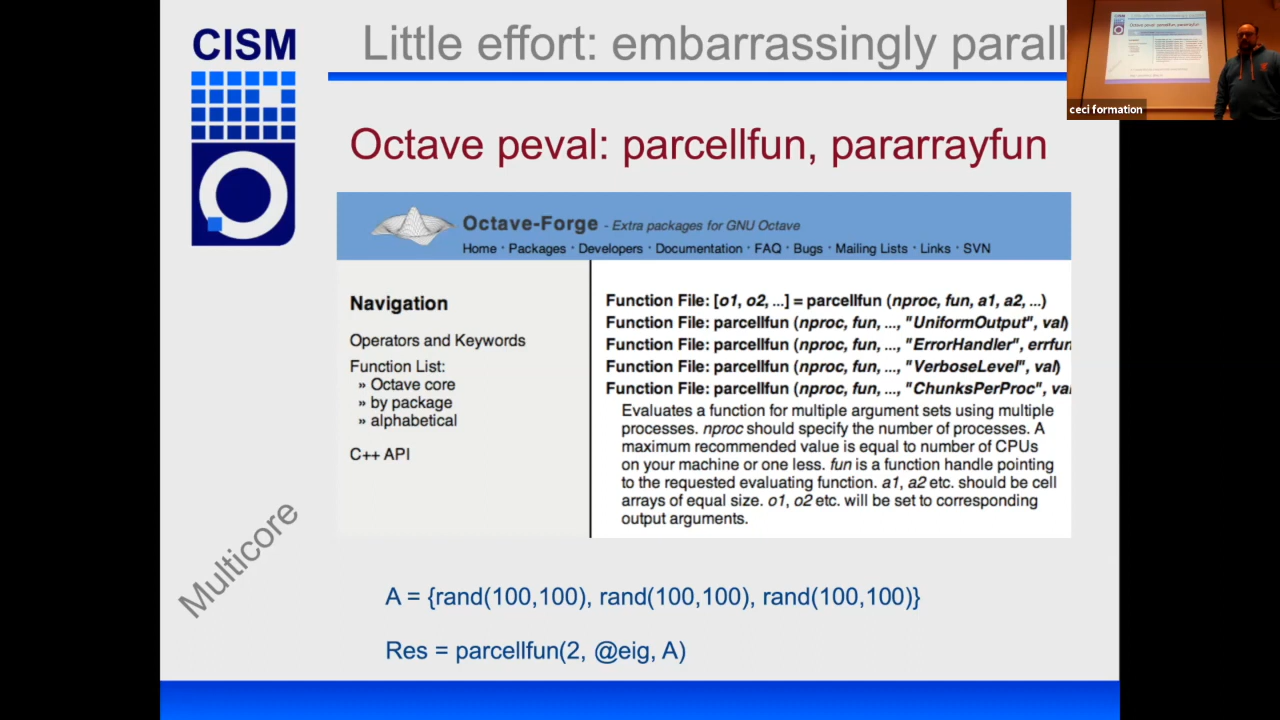 CISM
Little effort: embarrassingly parall
ceci formation
Octave peval: parcellfun, pararrayfun
Octave-Forge - Extra packages for GNU Octave
Home · Packages · Developers · Documentation · FAQ · Bugs · Mailing Lists · Links · SVN
Navigation
Operators and Keywords
Function List:
» Octave core
» by package
» alphabetical
C++ API
Function File: [o1, o2, ...] = parcellfun (nproc, fun, a1, a2, ...)
Function File: parcellfun (nproc, fun, ..., "UniformOutput", val)
Function File: parcellfun (nproc, fun, ..., "ErrorHandler", errfun
Function File: parcellfun (nproc, fun, ..., "VerboseLevel", val)
Function File: parcellfun (nproc, fun, ..., "ChunksPerProc", val
Evaluates a function for multiple argument sets using multiple
processes. nproc should specify the number of processes. A
maximum recommended value is equal to number of CPUs
on your machine or one less. fun is a function handle pointing
to the requested evaluating function. a1, a2 etc. should be cell
arrays of equal size. o1, o2 etc. will be set to corresponding
output arguments.
Multicore
A = {rand(100,100), rand(100,100), rand(100,100)}
Res = parcellfun(2, @eig, A)